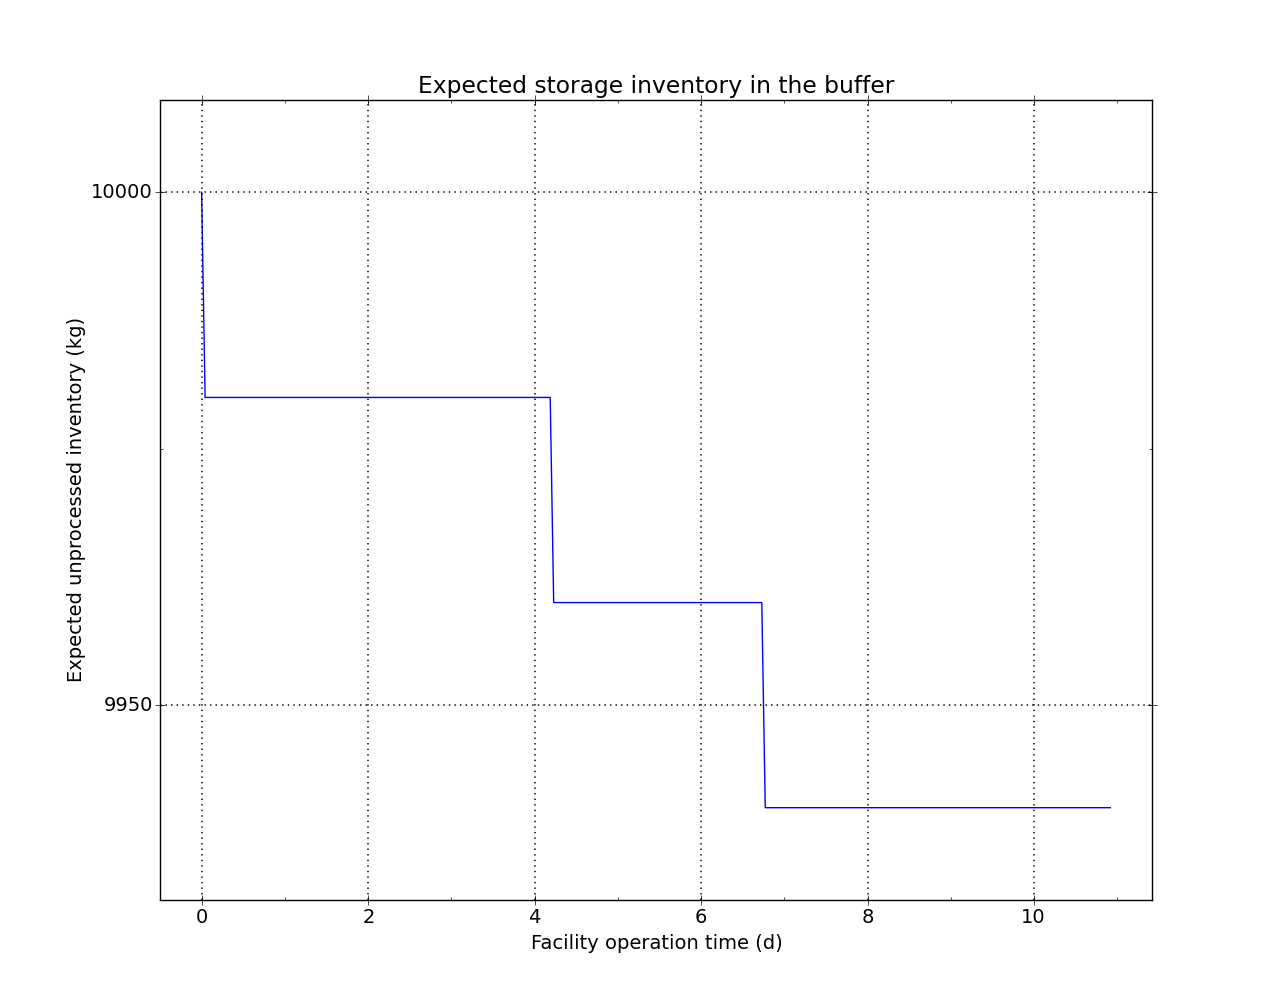 Expected storage inventory in the buffer
10000
9950
Expected unprocessed inventory (kg)
0 2 4 6 8 10
Facility operation time (d)